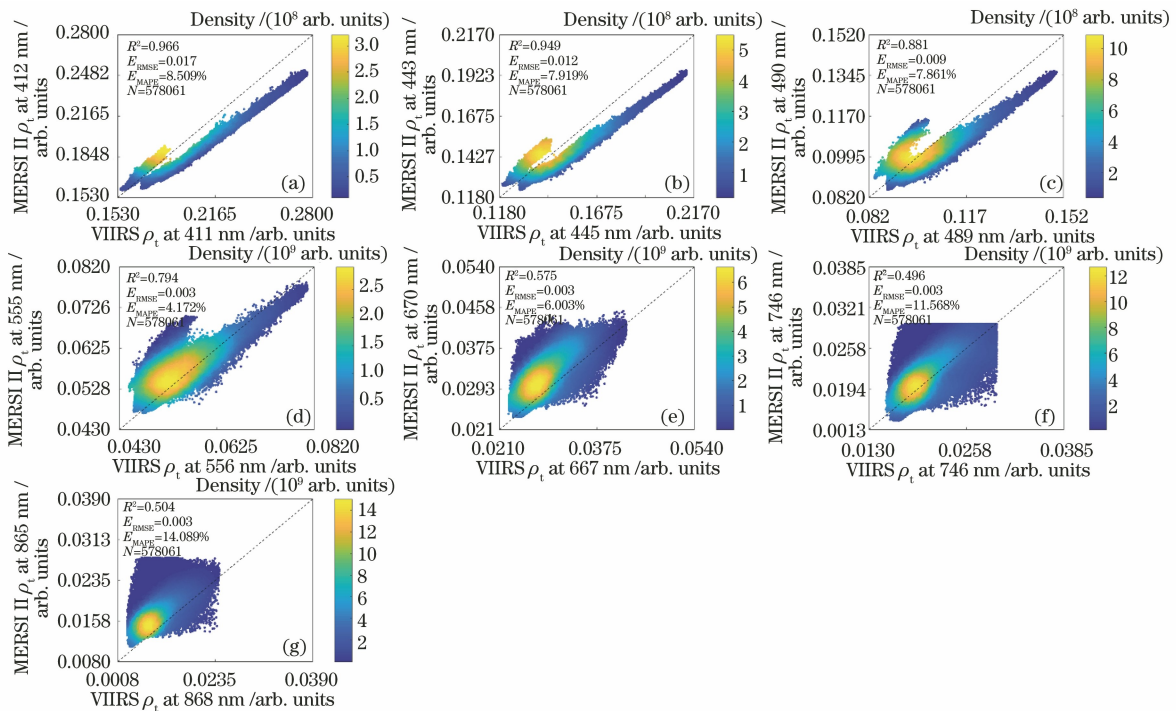 Density /(10⁸ arb. units)
MERSI II ρt at 412 nm /
arb. units
0.2800
0.2482
0.2165
0.1848
0.1530
R²=0.966
ERMSE=0.017
EMAPE=8.509%
N=578061
(a)
3.0
2.5
2.0
1.5
1.0
0.5
0.1530
0.2165
0.2800
VIIRS ρt at 411 nm /arb. units
Density /(10⁸ arb. units)
MERSI II ρt at 443 nm /
arb. units
0.2170
0.1923
0.1675
0.1427
0.1180
R²=0.949
ERMSE=0.012
EMAPE=7.919%
N=578061
(b)
5
4
3
2
1
0.1180
0.1675
0.2170
VIIRS ρt at 445 nm /arb. units
Density /(10⁸ arb. units)
MERSI II ρt at 490 nm /
arb. units
0.1520
0.1345
0.1170
0.0995
0.0820
R²=0.881
ERMSE=0.009
EMAPE=7.861%
N=578061
(c)
10
8
6
4
2
0.082
0.117
0.152
VIIRS ρt at 489 nm /arb. units
Density /(10⁹ arb. units)
MERSI II ρt at 555 nm /
arb. units
0.0820
0.0726
0.0625
0.0528
0.0430
R²=0.794
ERMSE=0.003
EMAPE=4.172%
N=578061
(d)
2.5
2.0
1.5
1.0
0.5
0.0430
0.0625
0.0820
VIIRS ρt at 556 nm /arb. units
Density /(10⁹ arb. units)
MERSI II ρt at 670 nm /
arb. units
0.0540
0.0458
0.0375
0.0293
0.021
R²=0.575
ERMSE=0.003
EMAPE=6.003%
N=578061
(e)
6
5
4
3
2
1
0.0210
0.0375
0.0540
VIIRS ρt at 667 nm /arb. units
Density /(10⁹ arb. units)
MERSI II ρt at 746 nm /
arb. units
0.0385
0.0321
0.0258
0.0194
0.0013
R²=0.496
ERMSE=0.003
EMAPE=11.568%
N=578061
(f)
12
10
8
6
4
2
0.0130
0.0258
0.0385
VIIRS ρt at 746 nm /arb. units
Density /(10⁹ arb. units)
MERSI II ρt at 865 nm /
arb. units
0.0390
0.0313
0.0235
0.0158
0.0080
R²=0.504
ERMSE=0.003
EMAPE=14.089%
N=578061
(g)
14
12
10
8
6
4
2
0.0008
0.0235
0.0390
VIIRS ρt at 868 nm /arb. units